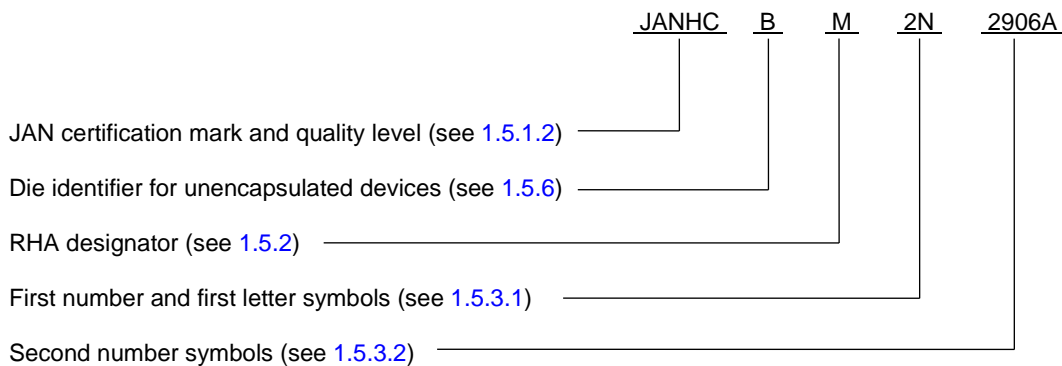 JANHC B M 2N 2906A
JAN certification mark and quality level (see 1.5.1.2)
Die identifier for unencapsulated devices (see 1.5.6)
RHA designator (see 1.5.2)
First number and first letter symbols (see 1.5.3.1)
Second number symbols (see 1.5.3.2)